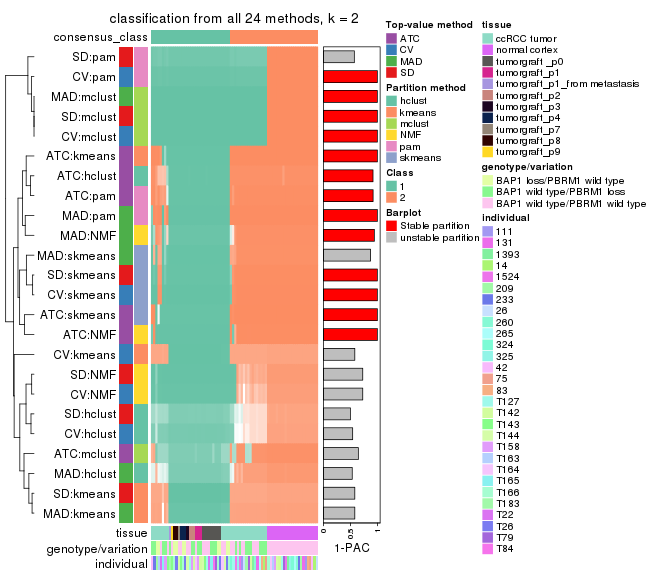 classification from all 24 methods, k = 2
consensus_class
SD:pam
CV:pam
MAD:mclust
SD:mclust
CV:mclust
ATC:kmeans
ATC:hclust
ATC:pam
MAD:pam
MAD:NMF
MAD:skmeans
SD:skmeans
CV:skmeans
ATC:skmeans
ATC:NMF
CV:kmeans
SD:NMF
CV:NMF
SD:hclust
CV:hclust
ATC:mclust
MAD:hclust
SD:kmeans
MAD:kmeans
tissue
genotype/variation
individual
0
0.5
1
1-PAC
Top-value method
ATC
CV
MAD
SD
Partition method
hclust
kmeans
mclust
NMF
pam
skmeans
Class
1
2
Barplot
Stable partition
unstable partition
tissue
ccRCC tumor
normal cortex
tumorgraft_p0
tumorgraft_p1
tumorgraft_p1_from metastasis
tumorgraft_p2
tumorgraft_p3
tumorgraft_p4
tumorgraft_p7
tumorgraft_p8
tumorgraft_p9
genotype/variation
BAP1 loss/PBRM1 wild type
BAP1 wild type/PBRM1 loss
BAP1 wild type/PBRM1 wild type
individual
111
131
1393
14
1524
209
233
26
260
265
324
325
42
75
83
T127
T142
T143
T144
T158
T163
T164
T165
T166
T183
T22
T26
T79
T84